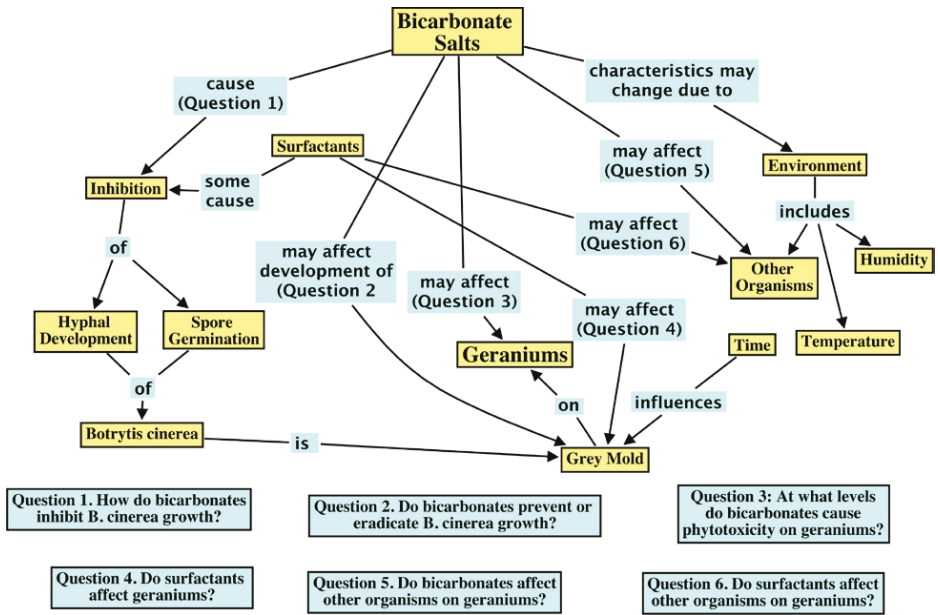 Bicarbonate
Salts
cause
(Question 1)
characteristics may
change due to
Surfactants
may affect
(Question 5)
Environment
Inhibition
some
cause
includes
of
may affect
(Question 6)
may affect
development of
(Question 2
Other
Organisms
Humidity
may affect
(Question 3)
Hyphal
Development
Spore
Germination
may affect
(Question 4)
Geraniums
Time
Temperature
of
on
influences
Botrytis cinerea
is
Grey Mold
Question 1. How do bicarbonates
inhibit B. cinerea growth?
Question 2. Do bicarbonates prevent or
eradicate B. cinerea growth?
Question 3: At what levels
do bicarbonates cause
phytotoxicity on geraniums?
Question 4. Do surfactants
affect geraniums?
Question 5. Do bicarbonates affect
other organisms on geraniums?
Question 6. Do surfactants affect
other organisms on geraniums?